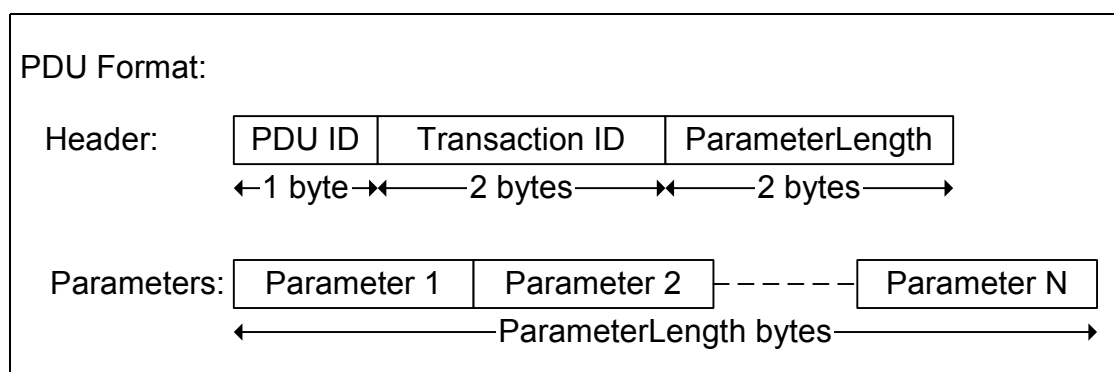 PDU Format:
Header: PDU ID Transaction ID ParameterLength
1 byte 2 bytes 2 bytes
Parameters: Parameter 1 Parameter 2 Parameter N
ParameterLength bytes